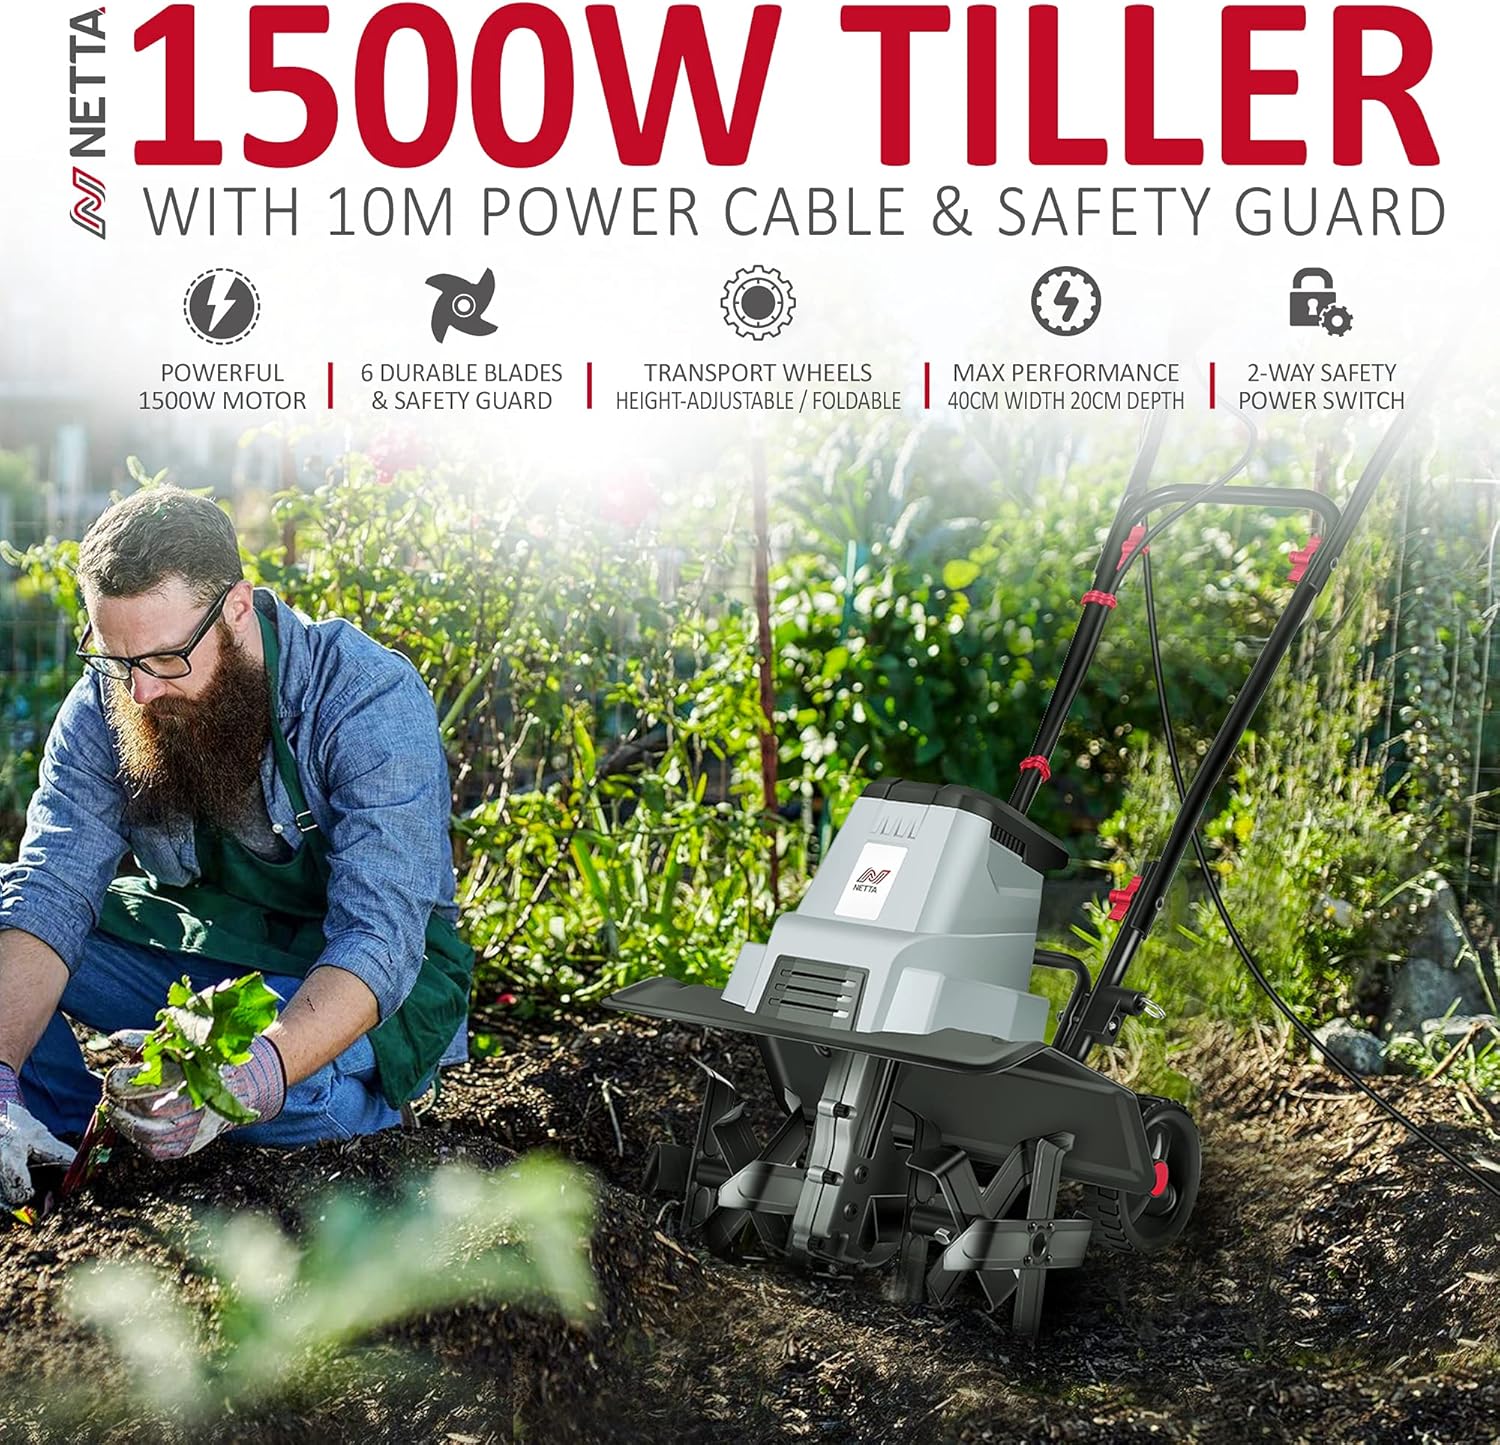 NETTA
1500W TILLER
WITH 10M POWER CABLE & SAFETY GUARD
POWERFUL
1500W MOTOR
6 DURABLE BLADES
& SAFETY GUARD
TRANSPORT WHEELS
HEIGHT-ADJUSTABLE / FOLDABLE
MAX PERFORMANCE
40CM WIDTH 20CM DEPTH
2-WAY SAFETY
POWER SWITCH
NETTA